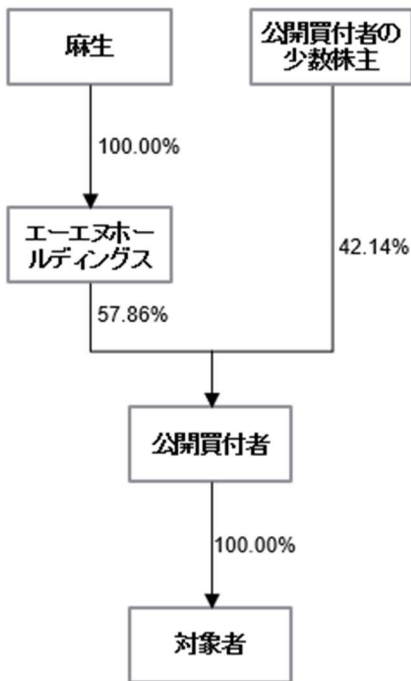 麻生
公開買付者の
少数株主
100.00%
エーエヌホー
ルディングス
42.14%
57.86%
公開買付者
100.00%
対象者